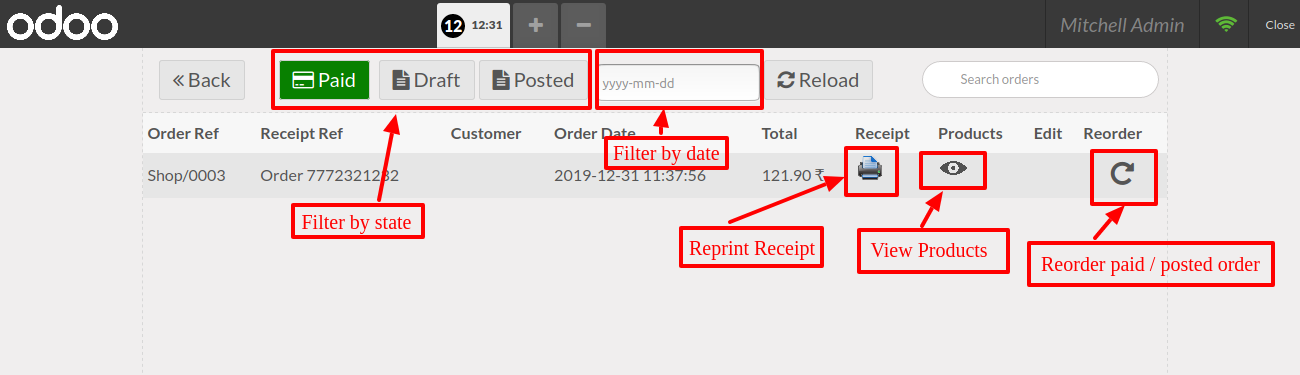 odoo 12 12:31 + − Mitchell Admin Close
« Back Paid Draft Posted yyyy-mm-dd Reload Search orders
Order Ref Receipt Ref Customer Order Date Total Receipt Products Edit Reorder
Filter by date
Shop/0003 Order 7772321232 2019-12-31 11:37:56 121.90 ₹
Filter by state
Reprint Receipt
View Products
Reorder paid / posted order